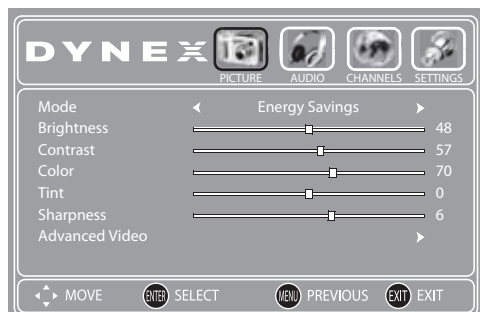 DYNEX
PICTURE AUDIO CHANNELS SETTINGS
Mode Energy Savings
Brightness 48
Contrast 57
Color 70
Tint 0
Sharpness 6
Advanced Video
MOVE ENTER SELECT MENU PREVIOUS EXIT EXIT